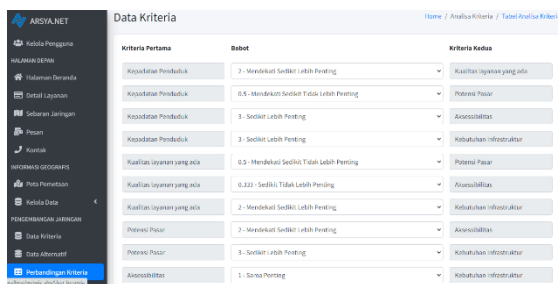 ARSYA.NET
Data Kriteria
Home / Analisa Kriteria / Tabel Analisa Kriteria
Kelola Pengguna
HALAMAN DEPAN
Halaman Beranda
Detail Layanan
Sebaran Jaringan
Pesan
Kontak
INFORMASI GEOGRAFIS
Peta Pemetaan
Kelola Data
PENGEMBANGAN JARINGAN
Data Kriteria
Data Alternatif
Perbandingan Kriteria
Kriteria Pertama Bobot Kriteria Kedua
Kepadatan Penduduk 2 - Mendekati Sedikit Lebih Penting Kualitas layanan yang ada
Kepadatan Penduduk 0.5 - Mendekati Sedikit Tidak Lebih Penting Potensi Pasar
Kepadatan Penduduk 3 - Sedikit Lebih Penting Aksessibilitas
Kepadatan Penduduk 3 - Sedikit Lebih Penting Kebutuhan Infrastruktur
Kualitas layanan yang ada 0.5 - Mendekati Sedikit Tidak Lebih Penting Potensi Pasar
Kualitas layanan yang ada 0.333 - Sedikit Tidak Lebih Penting Aksessibilitas
Kualitas layanan yang ada 2 - Mendekati Sedikit Lebih Penting Kebutuhan Infrastruktur
Potensi Pasar 2 - Mendekati Sedikit Lebih Penting Aksessibilitas
Potensi Pasar 3 - Sedikit Lebih Penting Kebutuhan Infrastruktur
Aksessibilitas 1 - Sama Penting Kebutuhan Infrastruktur